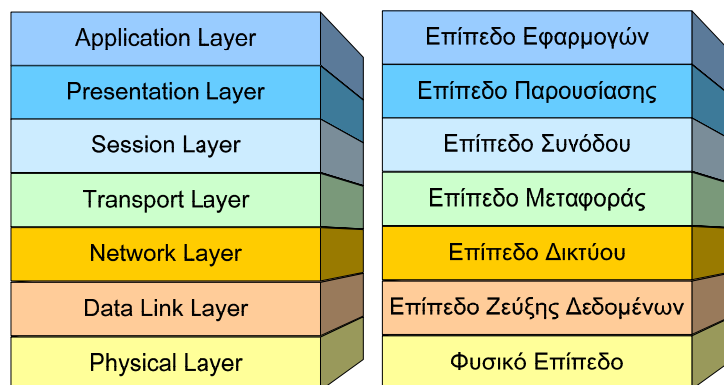 Application Layer
Presentation Layer
Session Layer
Transport Layer
Network Layer
Data Link Layer
Physical Layer
Επίπεδο Εφαρμογών
Επίπεδο Παρουσίασης
Επίπεδο Συνόδου
Επίπεδο Μεταφοράς
Επίπεδο Δικτύου
Επίπεδο Ζεύξης Δεδομένων
Φυσικό Επίπεδο